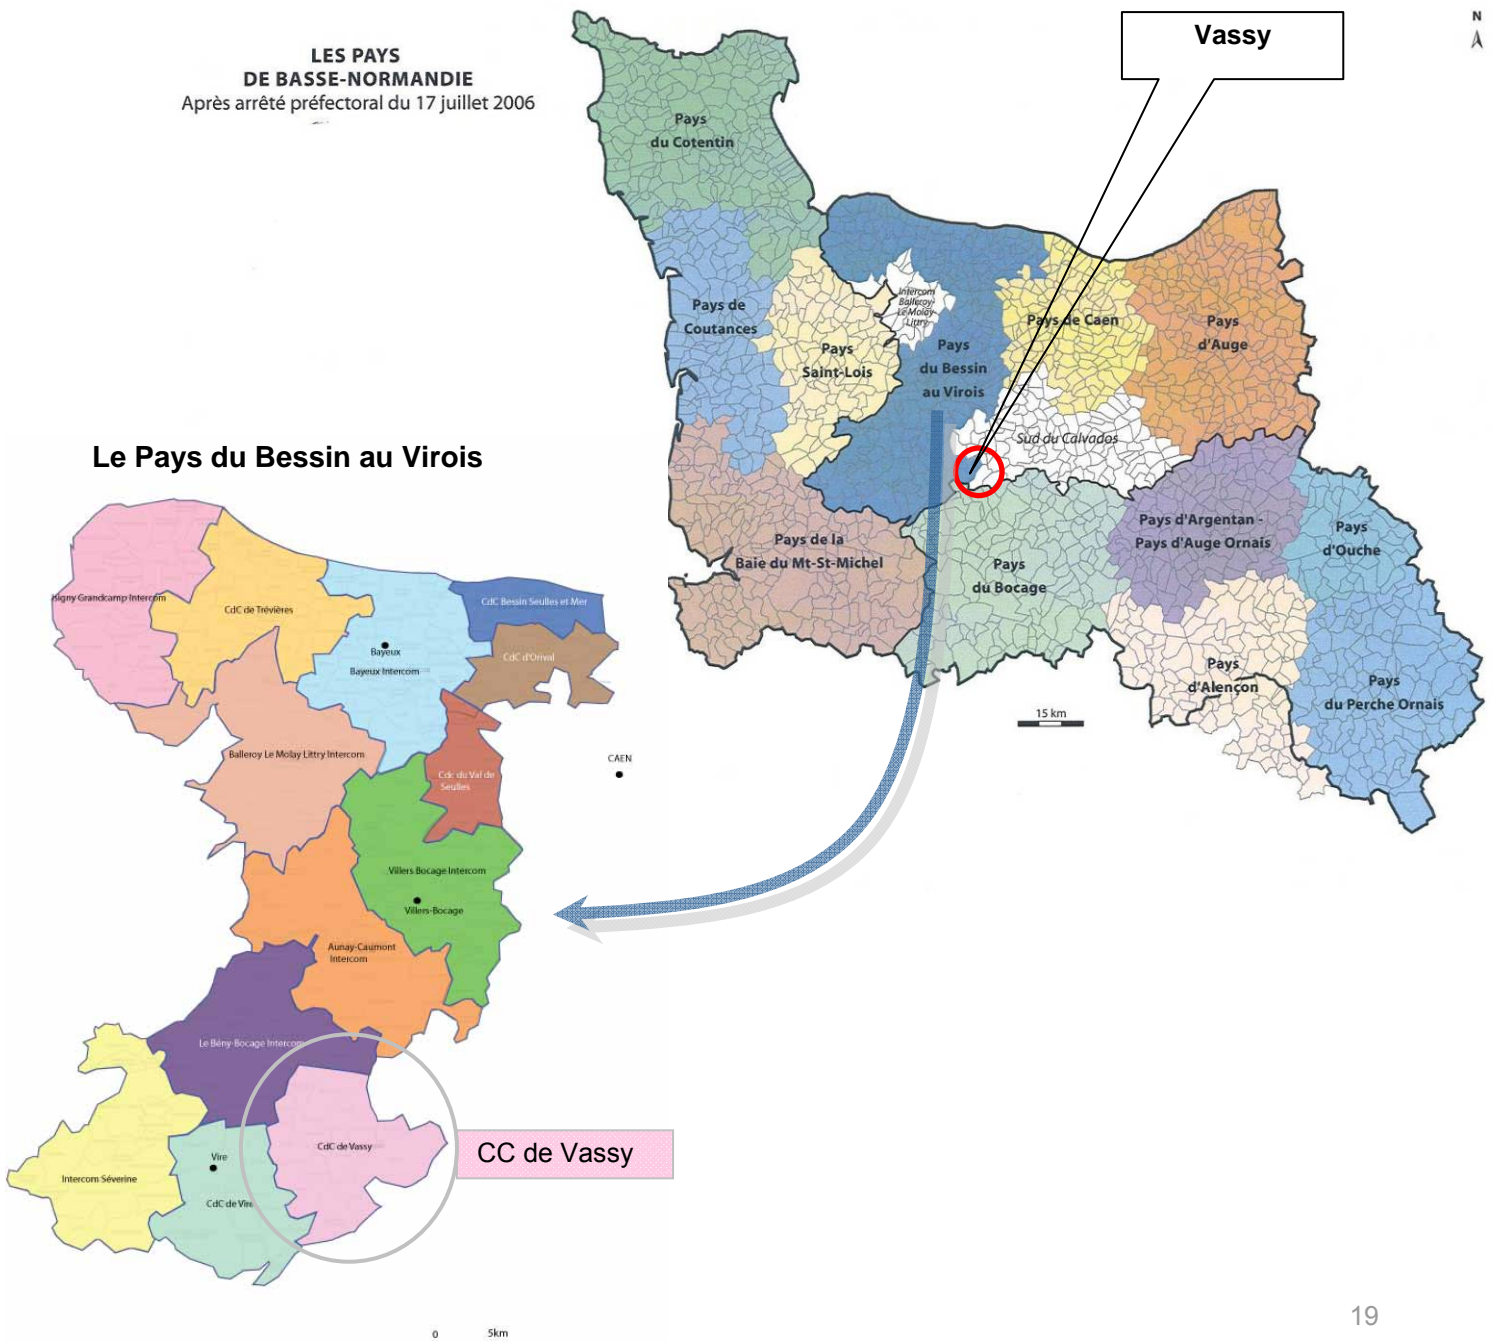 LES PAYS
DE BASSE-NORMANDIE
Après arrêté préfectoral du 17 juillet 2006
Vassy
N
Pays
du Cotentin
Pays de
Coutances
Pays
Saint-Lois
Intercom
Balleroy-
Le Molay-
Littry
Pays
du Bessin
au Virois
Pays de Caen
Pays
d'Auge
Sud du Calvados
Pays de la
Baie du Mt-St-Michel
Pays
du Bocage
Pays d'Argentan -
Pays d'Auge Ornais
Pays
d'Ouche
Pays
d'Alençon
Pays
du Perche Ornais
15 km
Le Pays du Bessin au Virois
Isigny Grandcamp Intercom
CdC de Trévières
CdC Bessin Seulles et Mer
Bayeux
Bayeux Intercom
CdC d'Orival
Balleroy Le Molay Littry Intercom
Cdc du Val de
Seulles
CAEN
Villers Bocage Intercom
Villers-Bocage
Aunay-Caumont
Intercom
Le Bény-Bocage Intercom
CdC de Vassy
CC de Vassy
Vire
Intercom Séverine
CdC de Vire
0 5km
19